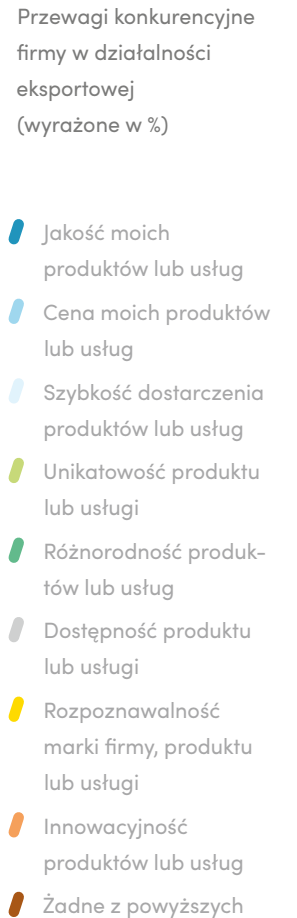 Przewagi konkurencyjne
firmy w działalności
eksportowej
(wyrażone w %)
Jakość moich
produktów lub usług
Cena moich produktów
lub usług
Szybkość dostarczenia
produktów lub usług
Unikatowość produktu
lub usługi
Różnorodność produk-
tów lub usług
Dostępność produktu
lub usługi
Rozpoznawalność
marki firmy, produktu
lub usługi
Innowacyjność
produktów lub usług
Żadne z powyższych